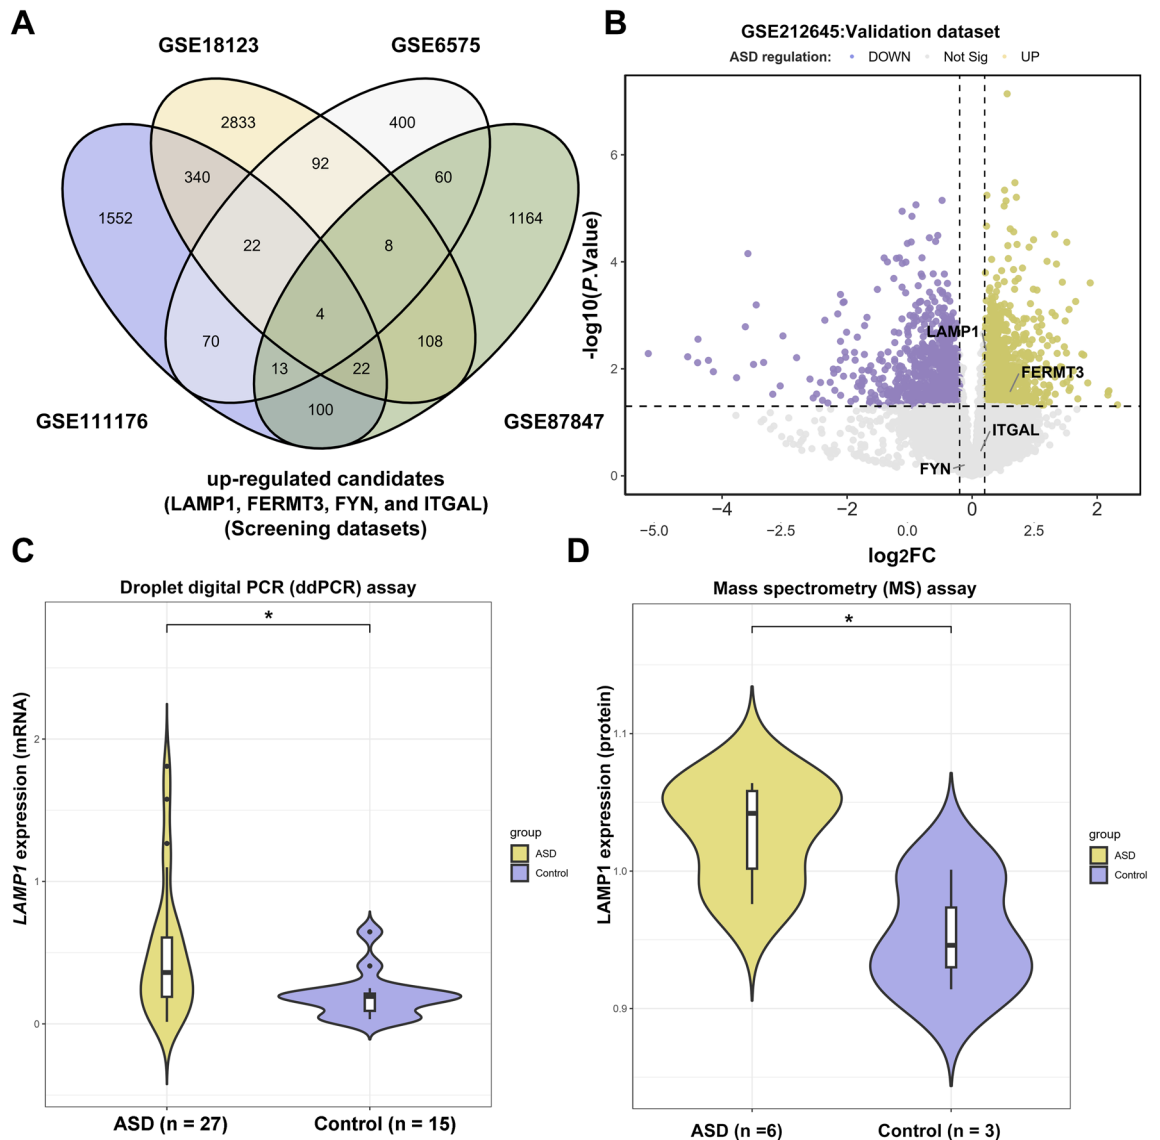 A
GSE18123
GSE6575
2833
400
92
340
60
1552
1164
22
8
4
70
108
13
22
100
GSE111176
GSE87847
up-regulated candidates
(LAMP1, FERMT3, FYN, and ITGAL)
(Screening datasets)
B
GSE212645:Validation dataset
ASD regulation: DOWN Not Sig UP
-log10(P.Value)
6
4
2
0
LAMP1
FERMT3
ITGAL
FYN
−4 −2 0 2
−5.0 −2.5 0.0 2.5
log2FC
C
Droplet digital PCR (ddPCR) assay
*
LAMP1 expression (mRNA)
2
1
0
group
ASD
Control
ASD (n = 27) Control (n = 15)
D
Mass spectrometry (MS) assay
*
LAMP1 expression (protein)
1.1
1.0
0.9
group
ASD
Control
ASD (n =6) Control (n = 3)